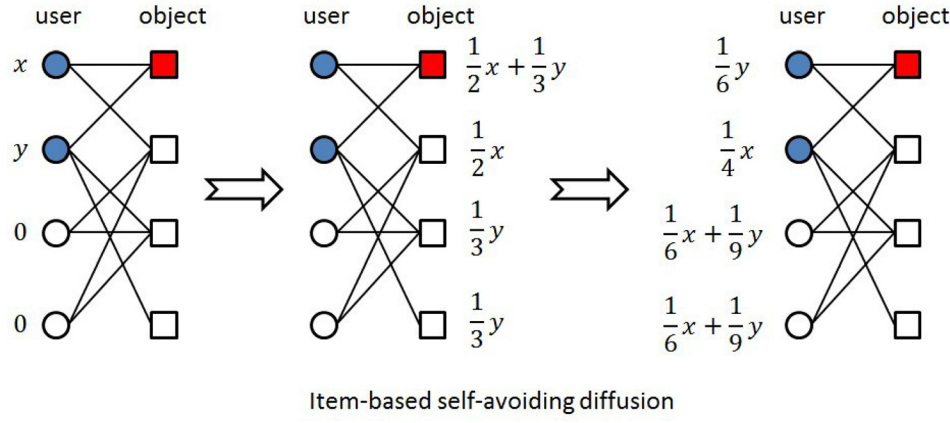 user object user object user object
x 1/2 x + 1/3 y 1/6 y
y 1/2 x 1/4 x
0 1/3 y 1/6 x + 1/9 y
0 1/3 y 1/6 x + 1/9 y
Item-based self-avoiding diffusion